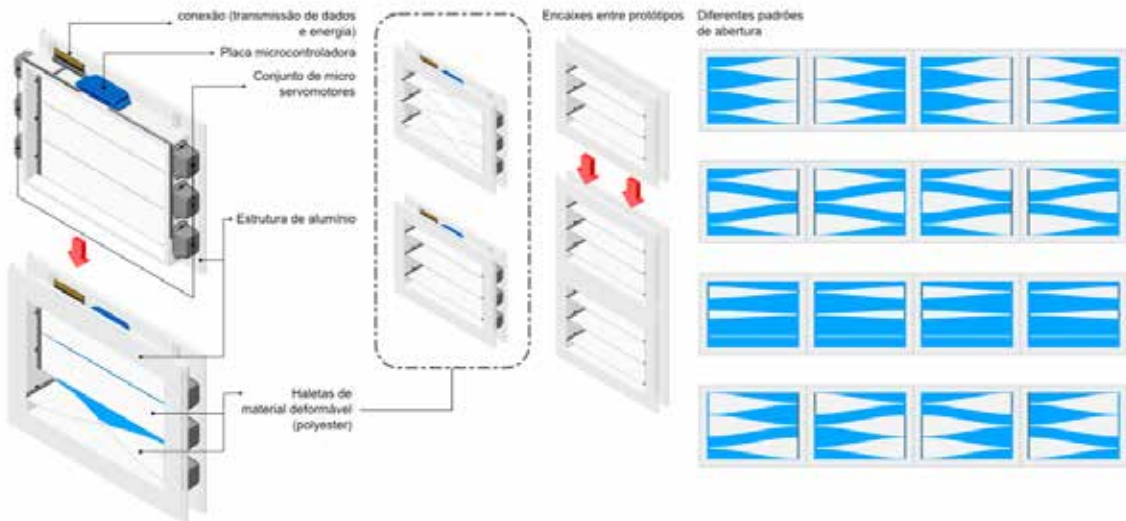 conexão (transmissão de dados
e energia)
Placa microcontroladora
Conjunto de micro
servomotores
Estrutura de alumínio
Haletas de
material deformável
(polyester)
Encaixes entre protótipos
Diferentes padrões
de abertura